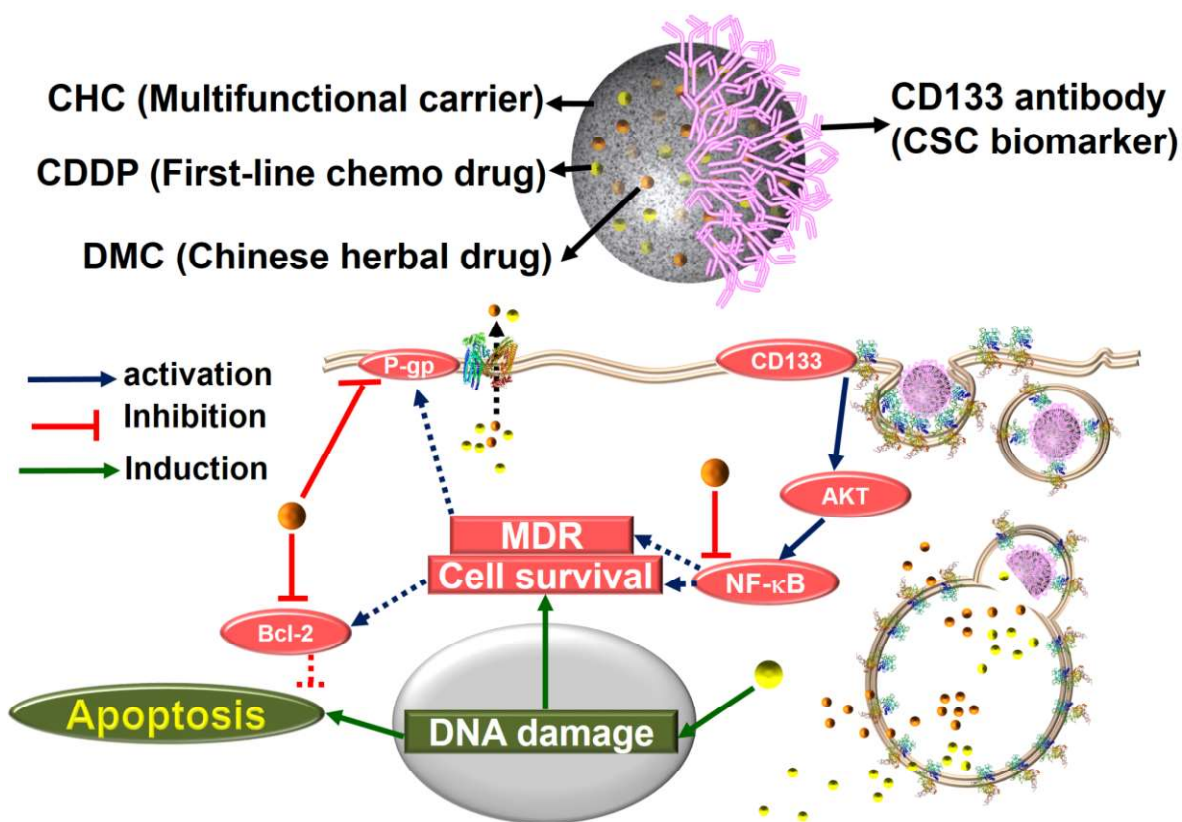 CHC (Multifunctional carrier)
CDDP (First-line chemo drug)
DMC (Chinese herbal drug)
CD133 antibody
(CSC biomarker)
activation
Inhibition
Induction
P-gp
CD133
AKT
MDR
Cell survival
NF-κB
Bcl-2
Apoptosis
DNA damage